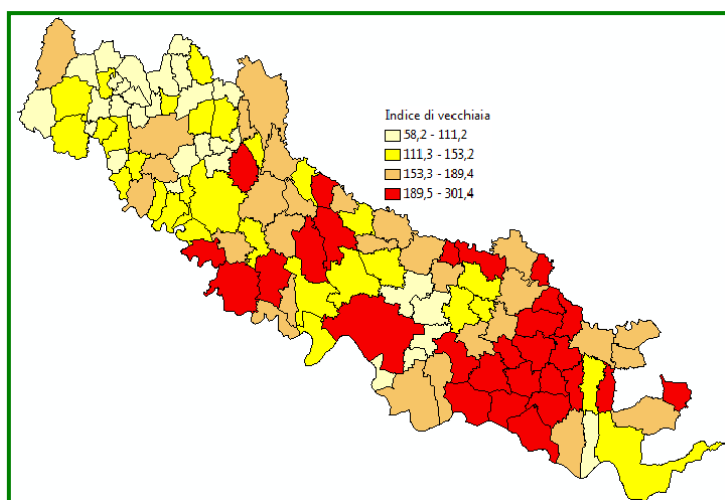 Indice di vecchiaia
58,2 - 111,2
111,3 - 153,2
153,3 - 189,4
189,5 - 301,4